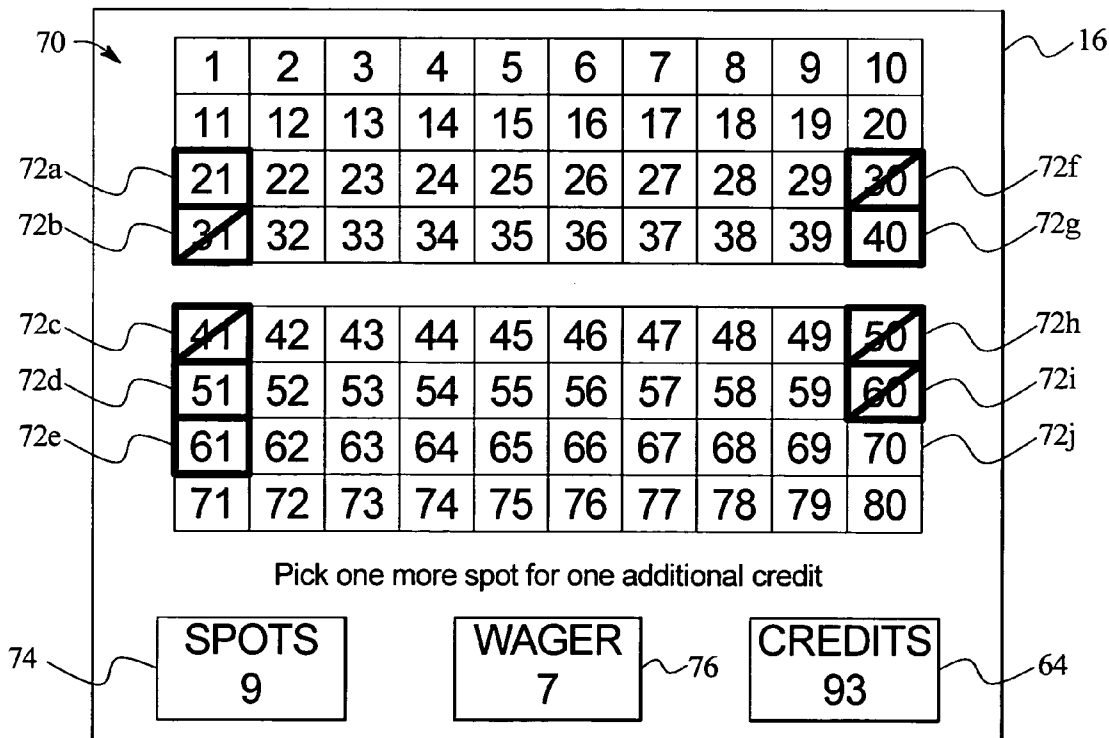 70
16
1 2 3 4 5 6 7 8 9 10
11 12 13 14 15 16 17 18 19 20
72a 21 22 23 24 25 26 27 28 29 30 72f
72b 31 32 33 34 35 36 37 38 39 40 72g
72c 41 42 43 44 45 46 47 48 49 50 72h
72d 51 52 53 54 55 56 57 58 59 60 72i
72e 61 62 63 64 65 66 67 68 69 70 72j
71 72 73 74 75 76 77 78 79 80
Pick one more spot for one additional credit
SPOTS WAGER CREDITS
74 76 64
9 7 93